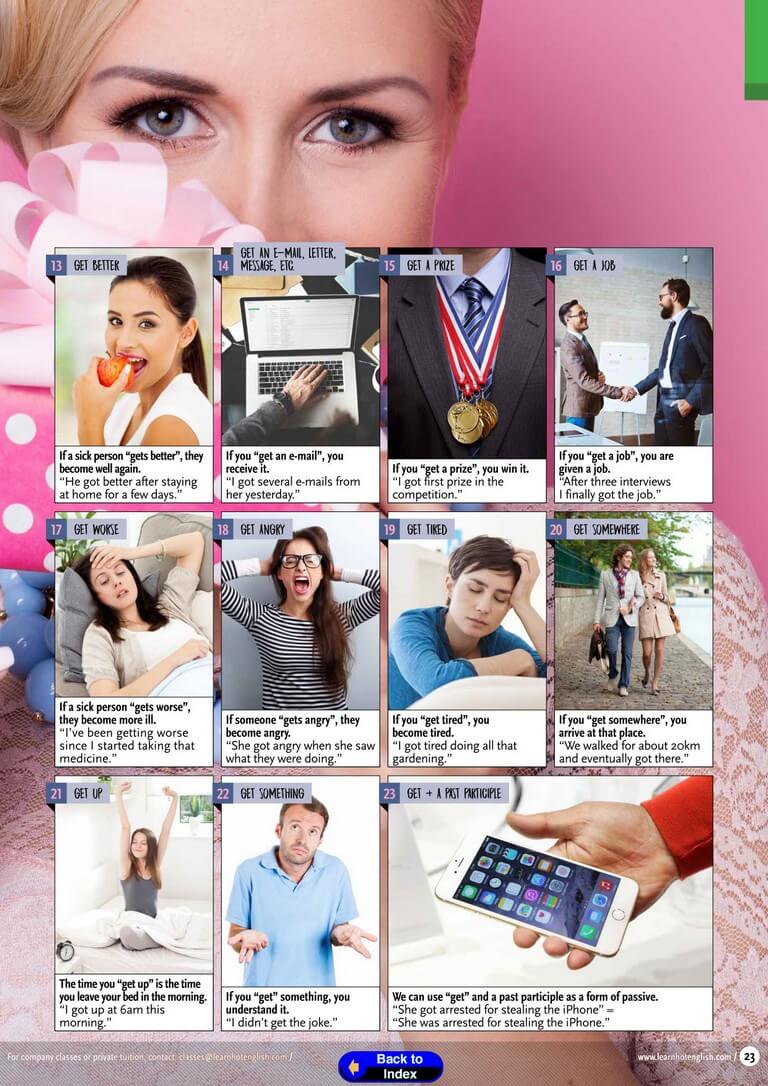 13 GET BETTER
If a sick person “gets better”, they
become well again.
“He got better after staying
at home for a few days.”
14 GET AN E-MAIL, LETTER,
MESSAGE, ETC.
If you “get an e-mail”, you
receive it.
“I got several e-mails from
her yesterday.”
15 GET A PRIZE
If you “get a prize”, you win it.
“I got first prize in the
competition.”
16 GET A JOB
If you “get a job”, you are
given a job.
“After three interviews
I finally got the job.”
17 GET WORSE
If a sick person “gets worse”,
they become more ill.
“I’ve been getting worse
since I started taking that
medicine.”
18 GET ANGRY
If someone “gets angry”, they
become angry.
“She got angry when she saw
what they were doing.”
19 GET TIRED
If you “get tired”, you
become tired.
“I got tired doing all that
gardening.”
20 GET SOMEWHERE
If you “get somewhere”, you
arrive at that place.
“We walked for about 20km
and eventually got there.”
21 GET UP
The time you “get up” is the time
you leave your bed in the morning.
“I got up at 6am this
morning.”
22 GET SOMETHING
If you “get” something, you
understand it.
“I didn’t get the joke.”
23 GET + A PAST PARTICIPLE
We can use “get” and a past participle as a form of passive.
“She got arrested for stealing the iPhone” =
“She was arrested for stealing the iPhone.”
For company classes or private tuition, contact: classes@learnhotenglish.com /
Back to
Index
www.learnhotenglish.com / 23